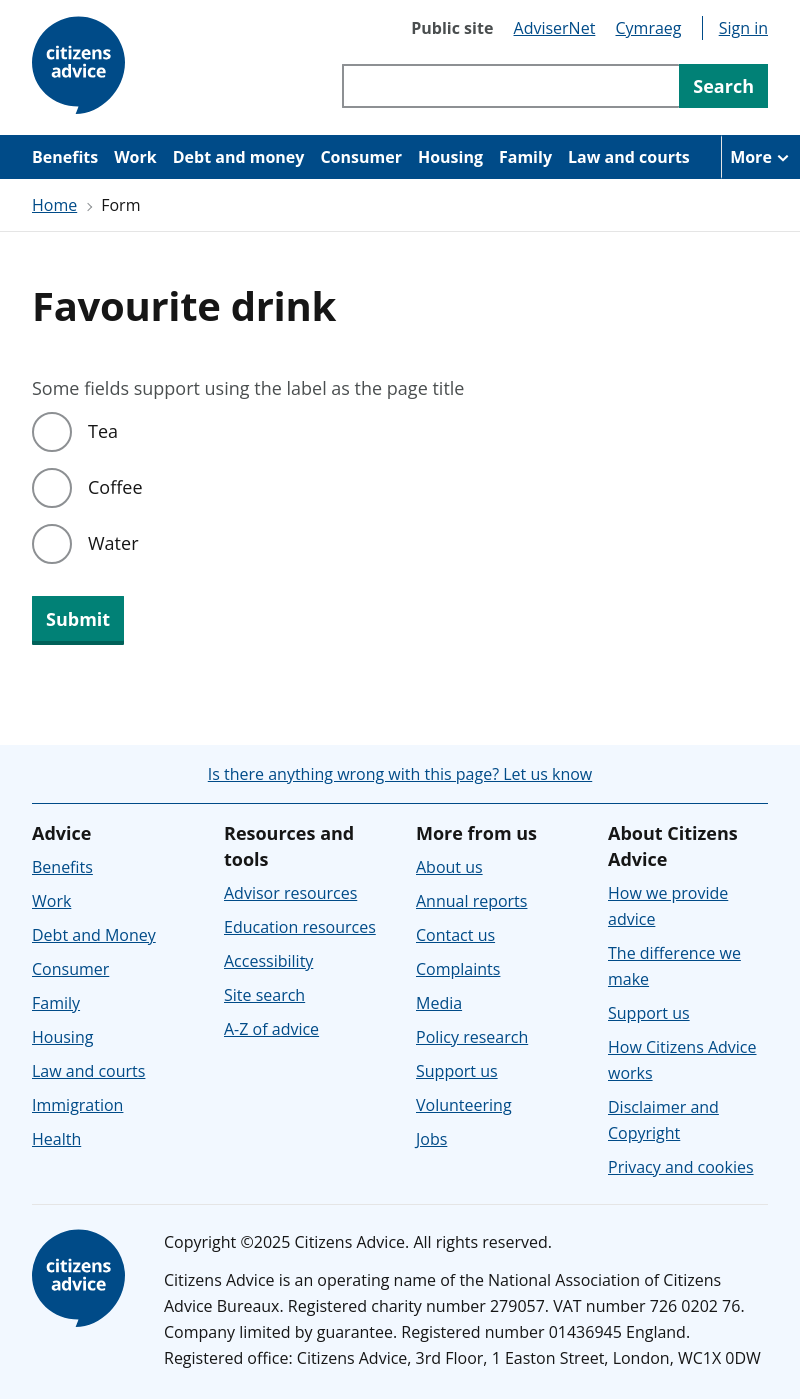 citizens
advice
Public site AdviserNet Cymraeg Sign in
Search
Benefits Work Debt and money Consumer Housing Family Law and courts More
Home Form
Favourite drink
Some fields support using the label as the page title
Tea
Coffee
Water
Submit
Is there anything wrong with this page? Let us know
Advice
Benefits
Work
Debt and Money
Consumer
Family
Housing
Law and courts
Immigration
Health
Resources and
tools
Advisor resources
Education resources
Accessibility
Site search
A-Z of advice
More from us
About us
Annual reports
Contact us
Complaints
Media
Policy research
Support us
Volunteering
Jobs
About Citizens
Advice
How we provide
advice
The difference we
make
Support us
How Citizens Advice
works
Disclaimer and
Copyright
Privacy and cookies
citizens
advice
Copyright ©2025 Citizens Advice. All rights reserved.
Citizens Advice is an operating name of the National Association of Citizens
Advice Bureaux. Registered charity number 279057. VAT number 726 0202 76.
Company limited by guarantee. Registered number 01436945 England.
Registered office: Citizens Advice, 3rd Floor, 1 Easton Street, London, WC1X 0DW